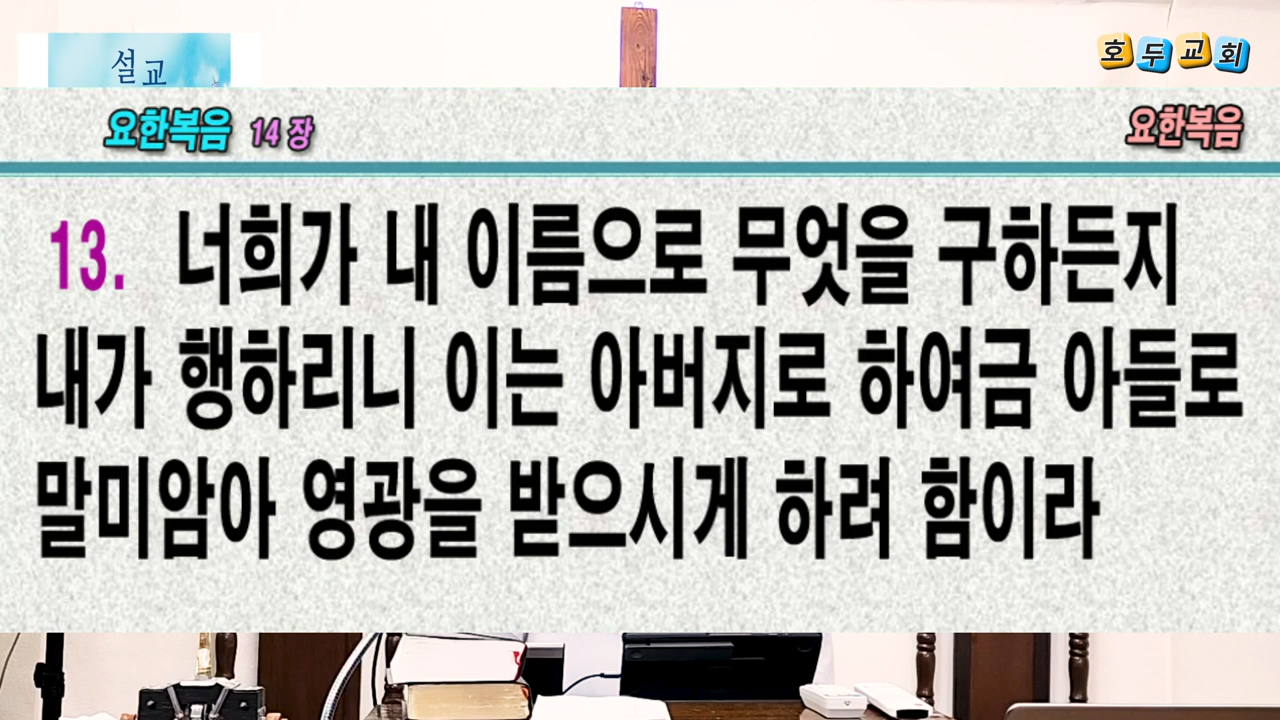 설교
호두교회
요한복음 14 장
요한복음
13. 너희가 내 이름으로 무엇을 구하든지
내가 행하리니 이는 아버지로 하여금 아들로
말미암아 영광을 받으시게 하려 함이라